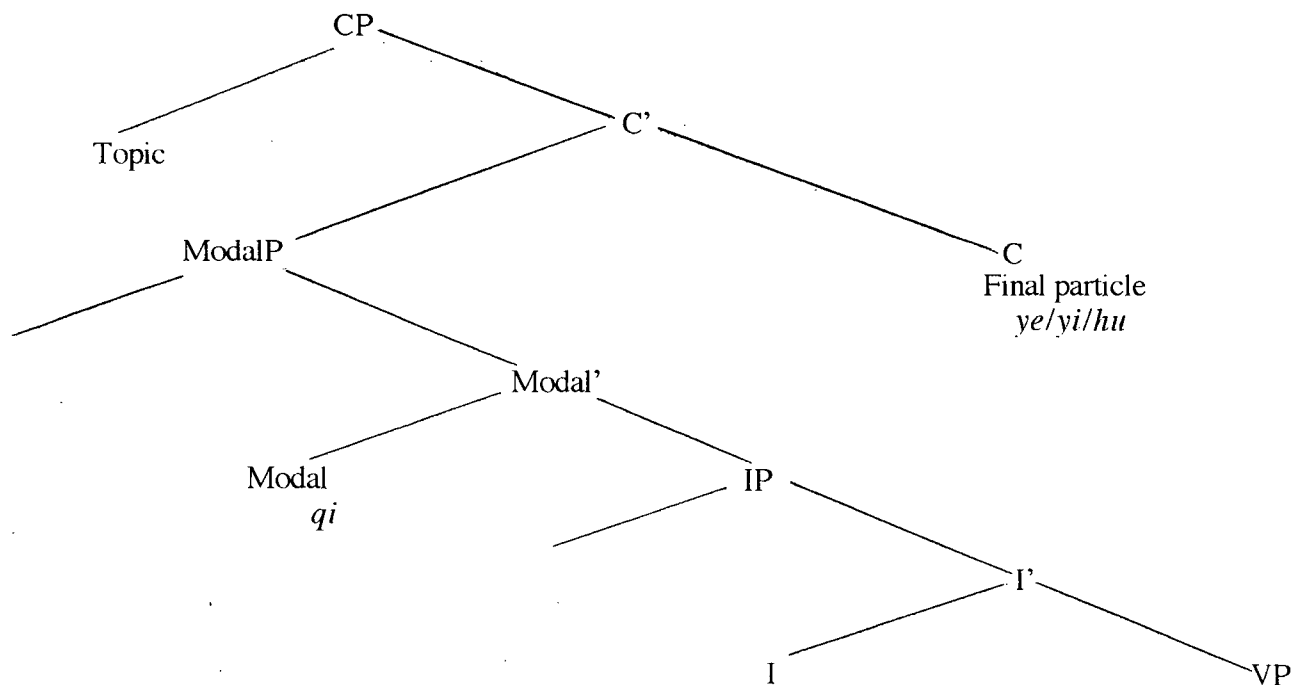 CP
C’
Topic
ModalP
C
Final particle
ye/yi/hu
Modal’
Modal
qi
IP
I’
I
VP